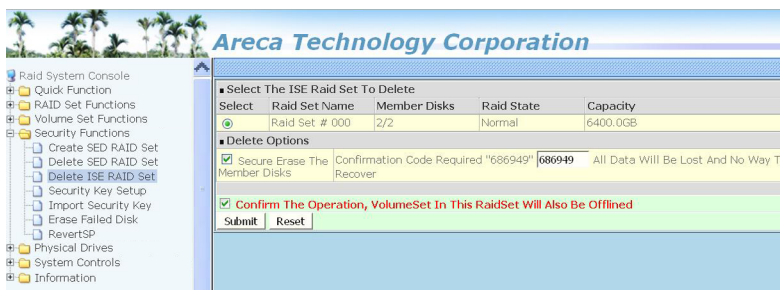 Areca Technology Corporation
Raid System Console
Quick Function
RAID Set Functions
Volume Set Functions
Security Functions
Create SED RAID Set
Delete SED RAID Set
Delete ISE RAID Set
Security Key Setup
Import Security Key
Erase Failed Disk
RevertSP
Physical Drives
System Controls
Information
Select The ISE Raid Set To Delete
Select Raid Set Name Member Disks Raid State Capacity
Raid Set # 000 2/2 Normal 6400.0GB
Delete Options
Secure Erase The Member Disks
Confirmation Code Required "686949" 686949 All Data Will Be Lost And No Way T
Recover
Confirm The Operation, VolumeSet In This RaidSet Will Also Be Offlined
Submit Reset